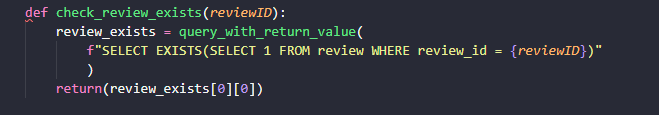 def check_review_exists(reviewID):
    review_exists = query_with_return_value(
        f"SELECT EXISTS(SELECT 1 FROM review WHERE review_id = {reviewID})"
        )
    return(review_exists[0][0])